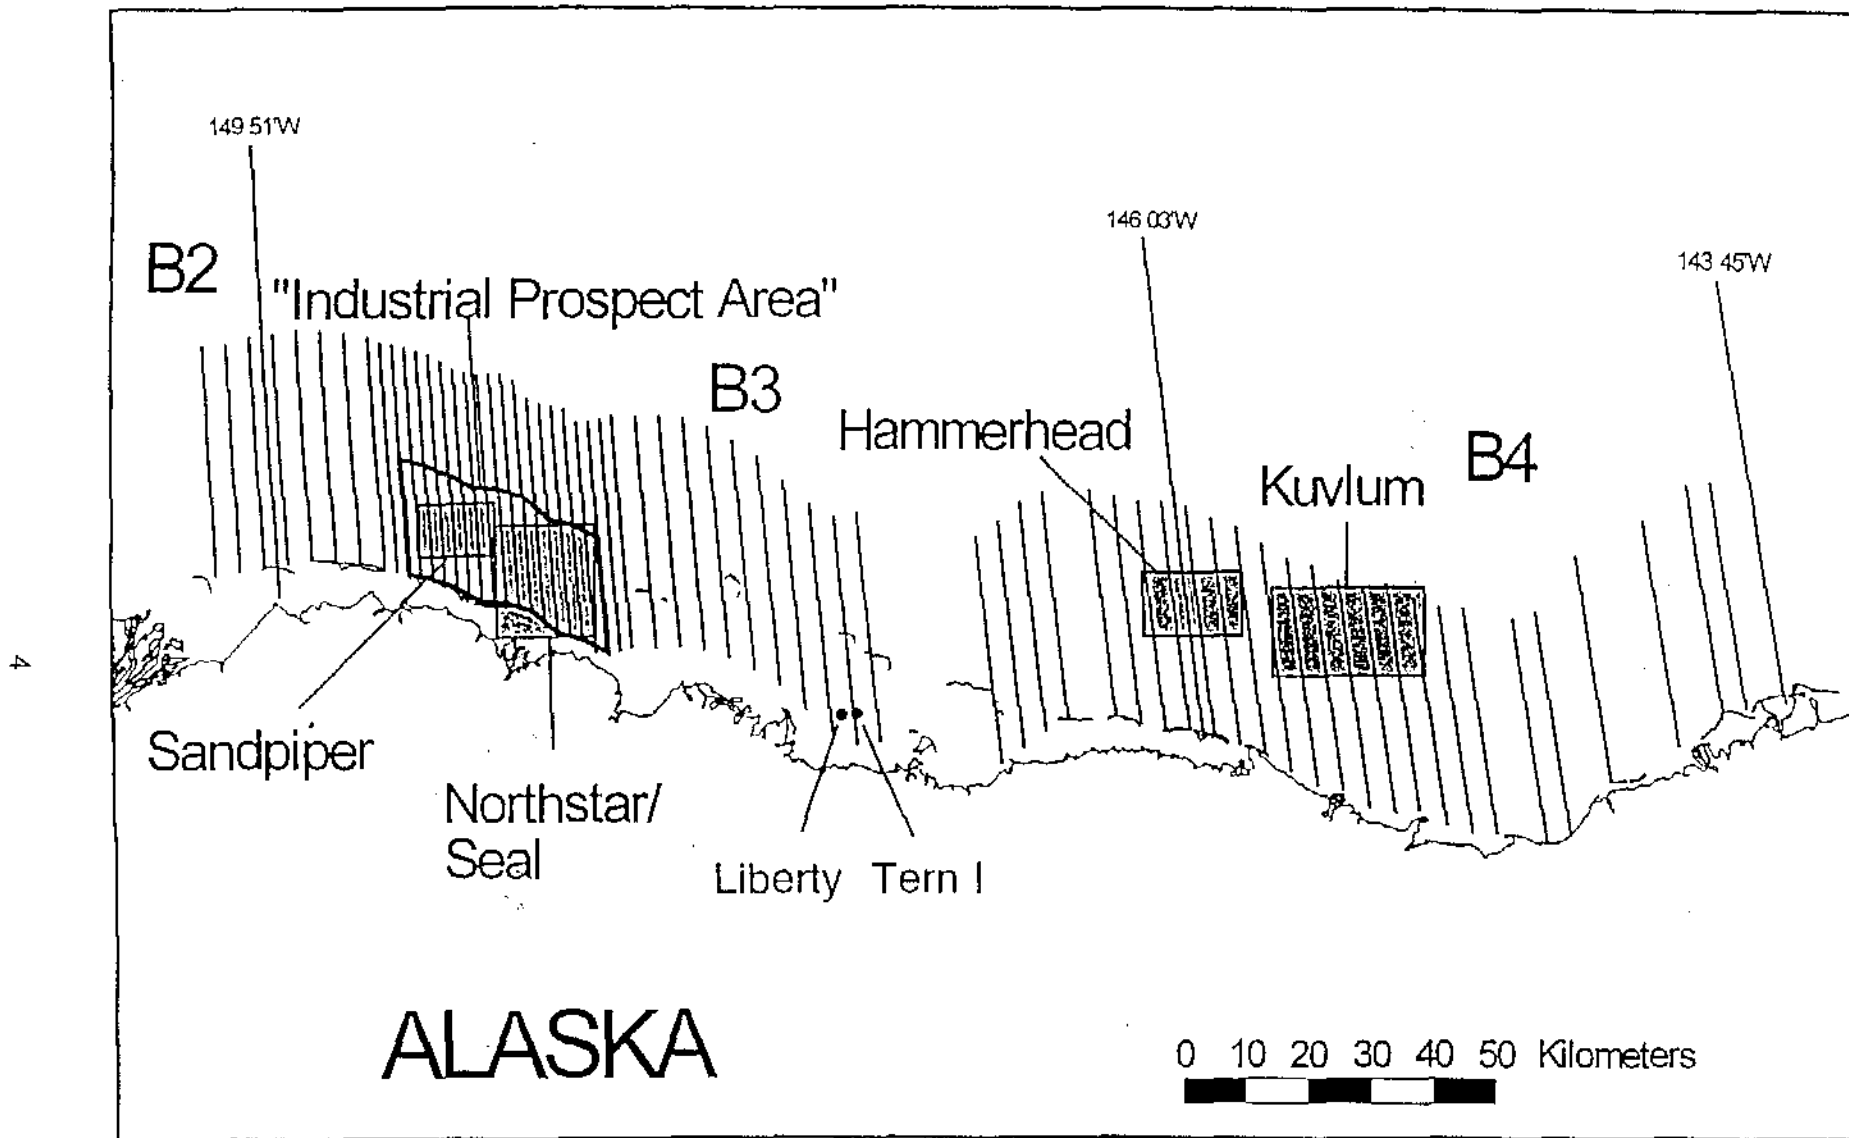 149 51'W
146 03'W
143 45'W
B2
"Industrial Prospect Area"
B3
Hammerhead
B4
Kuvlum
4
Sandpiper
Northstar/
Seal
Liberty
Tern I
ALASKA
0 10 20 30 40 50 Kilometers